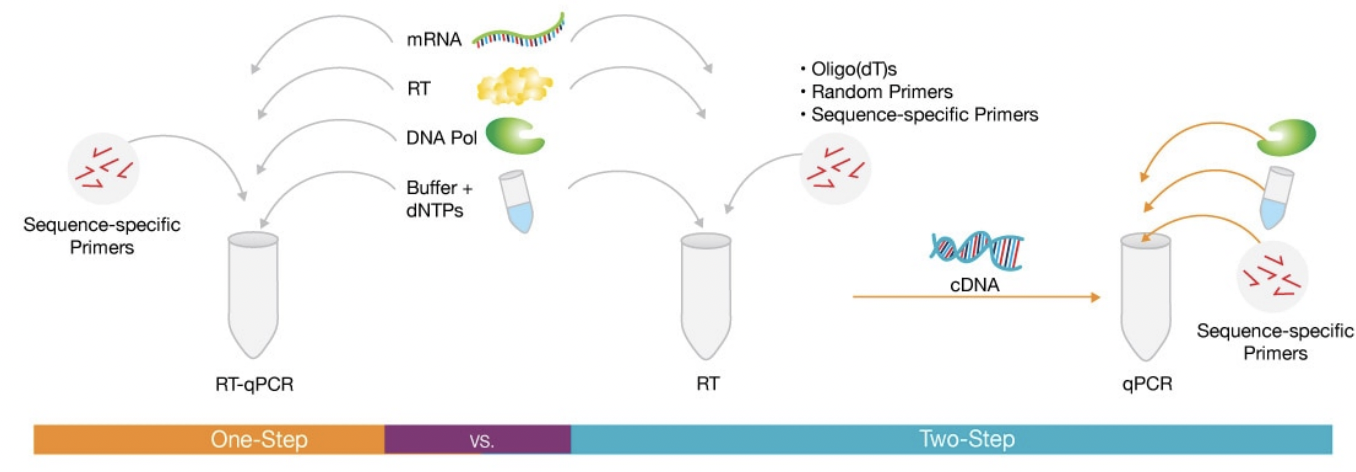 mRNA
RT
DNA Pol
Buffer +
dNTPs
Sequence-specific
Primers
RT-qPCR
• Oligo(dT)s
• Random Primers
• Sequence-specific Primers
RT
cDNA
Sequence-specific
Primers
qPCR
One-Step
vs.
Two-Step